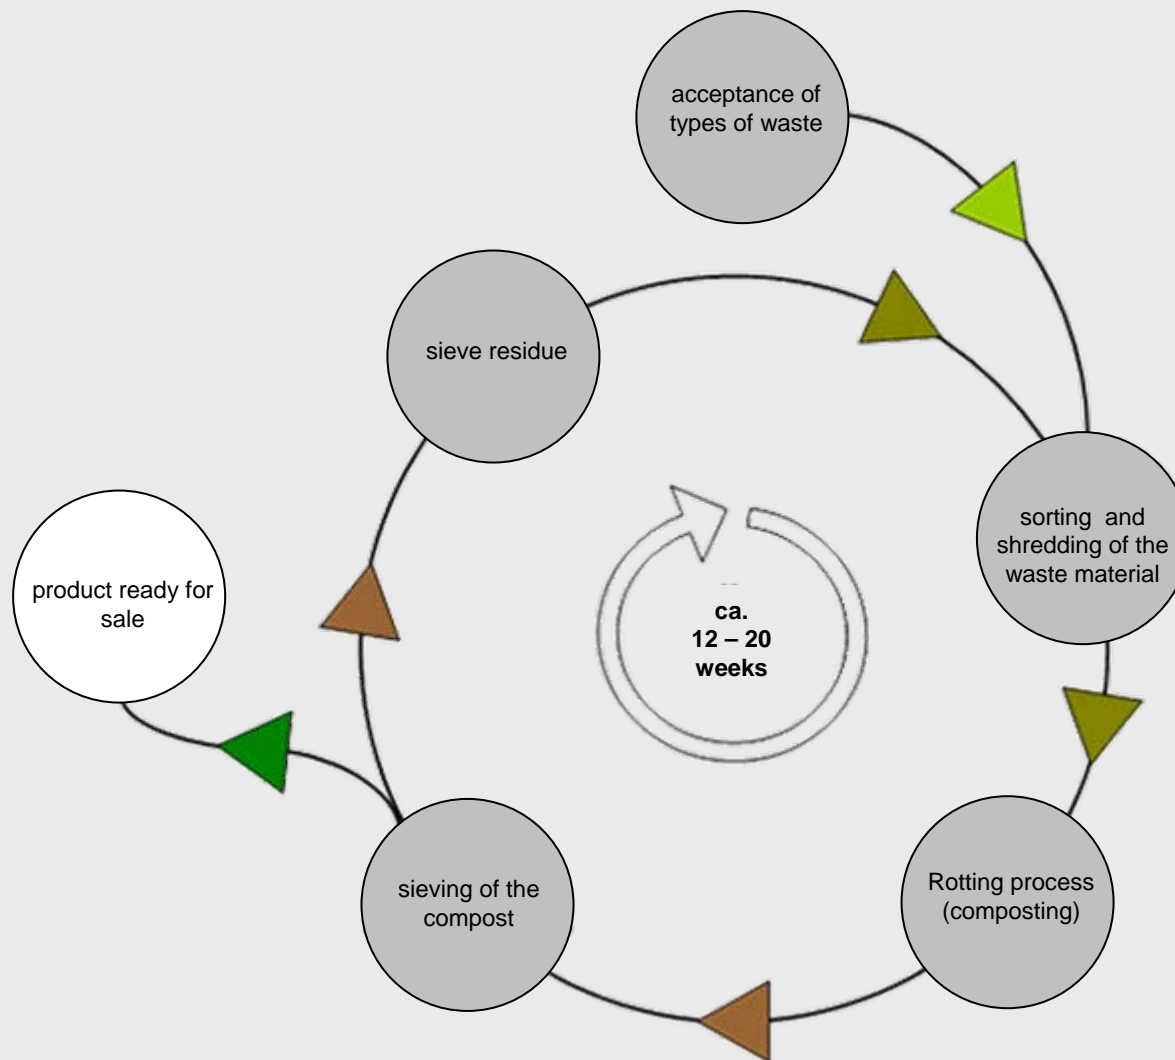 acceptance of
types of waste
sieve residue
sorting and
shredding of the
waste material
product ready for
sale
ca.
12 – 20
weeks
Rotting process
(composting)
sieving of the
compost